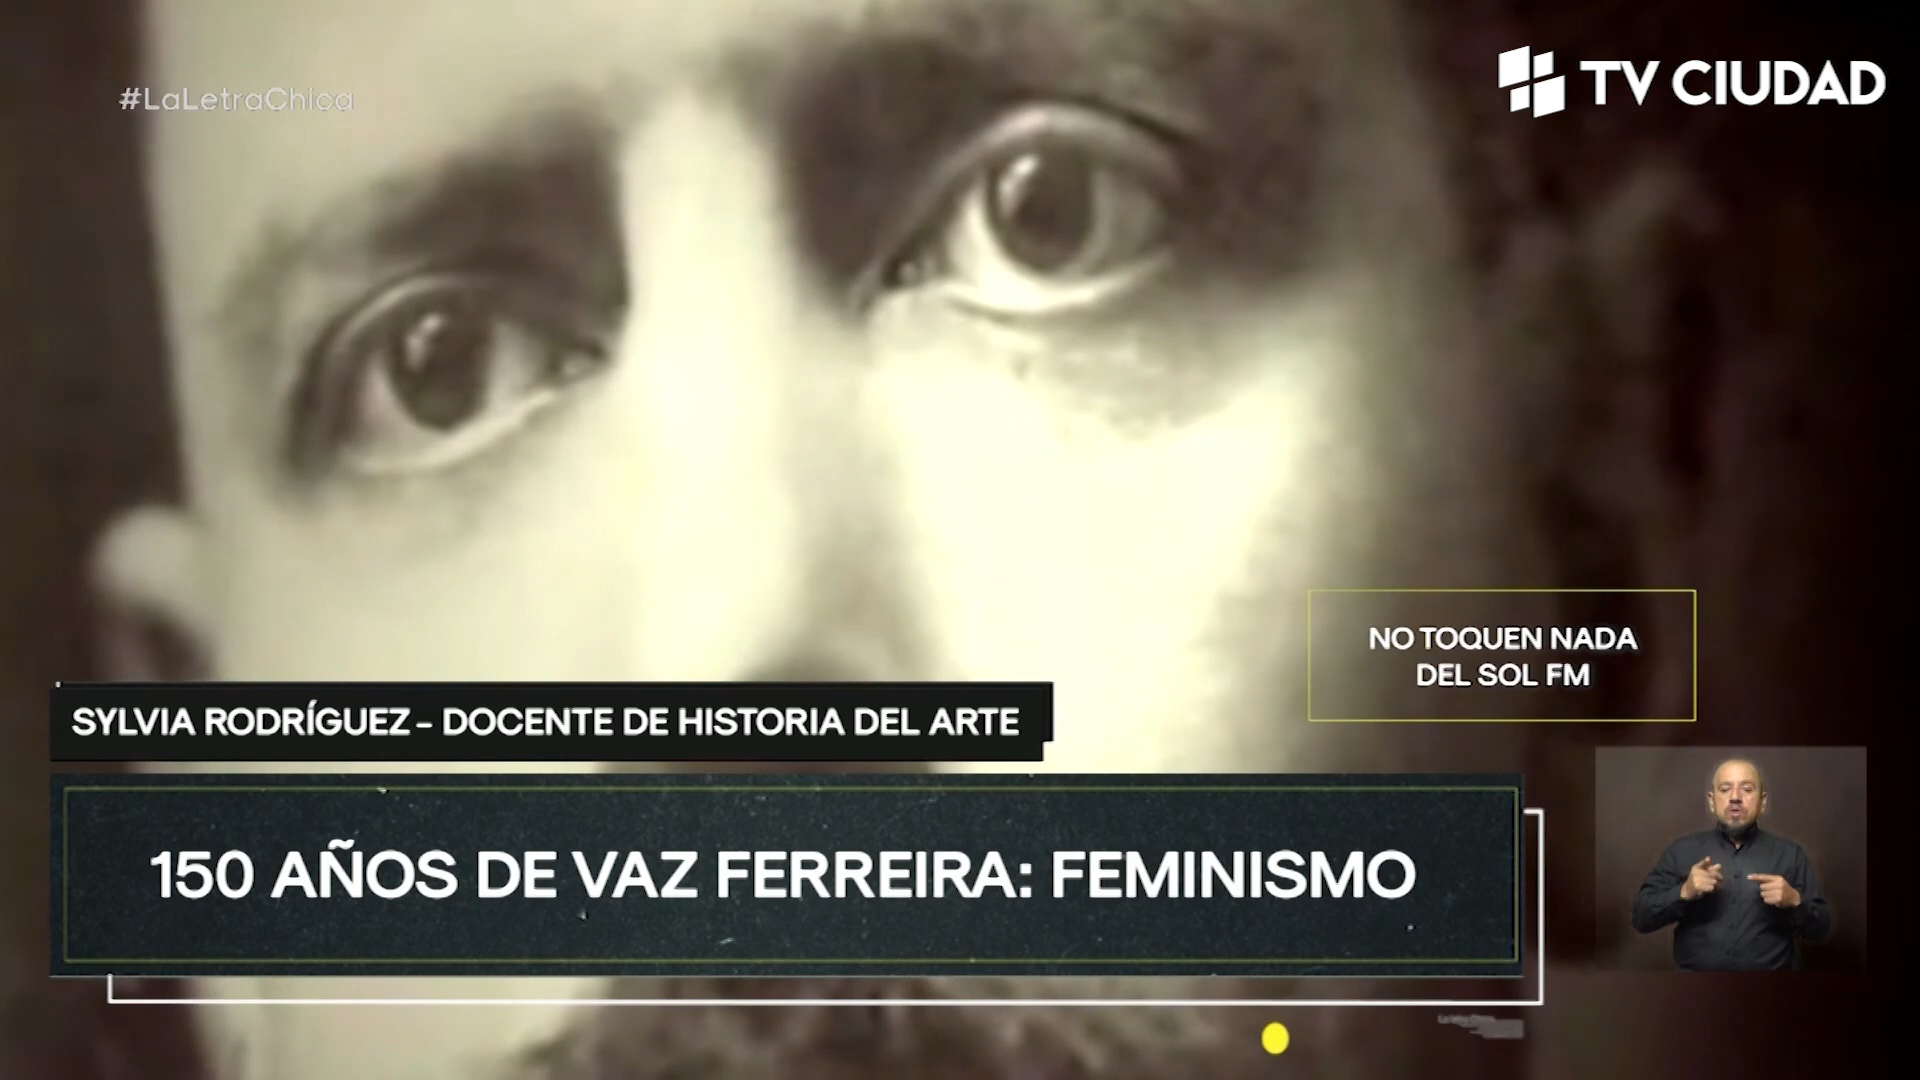 #LaLetraChica
TV CIUDAD
NO TOQUEN NADA
DEL SOL FM
SYLVIA RODRÍGUEZ - DOCENTE DE HISTORIA DEL ARTE
150 AÑOS DE VAZ FERREIRA: FEMINISMO